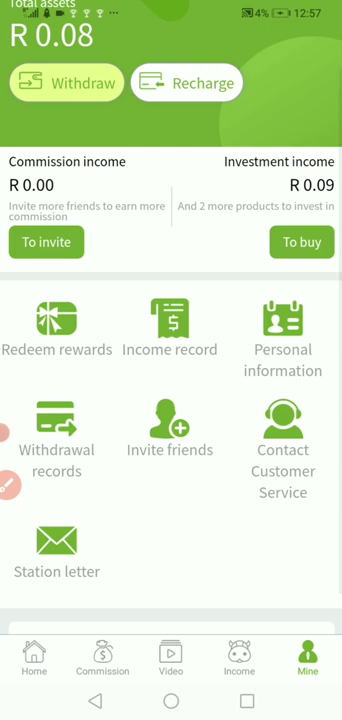 Total assets
4% 12:57
R 0.08
Withdraw Recharge
Commission income Investment income
R 0.00 R 0.09
Invite more friends to earn more And 2 more products to invest in
commission
To invite To buy
Redeem rewards Income record Personal
information
Withdrawal Invite friends Contact
records Customer
Service
Station letter
Home Commission Video Income Mine